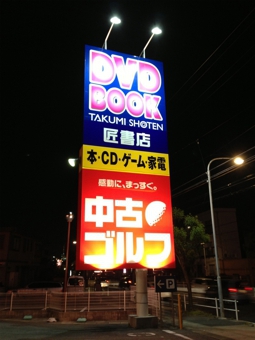 DVD
BOOK
TAKUMI SHOTEN
匠書店
本・CD・ゲーム・家電
感動に、まっすぐ。
中古
ゴルフ
P